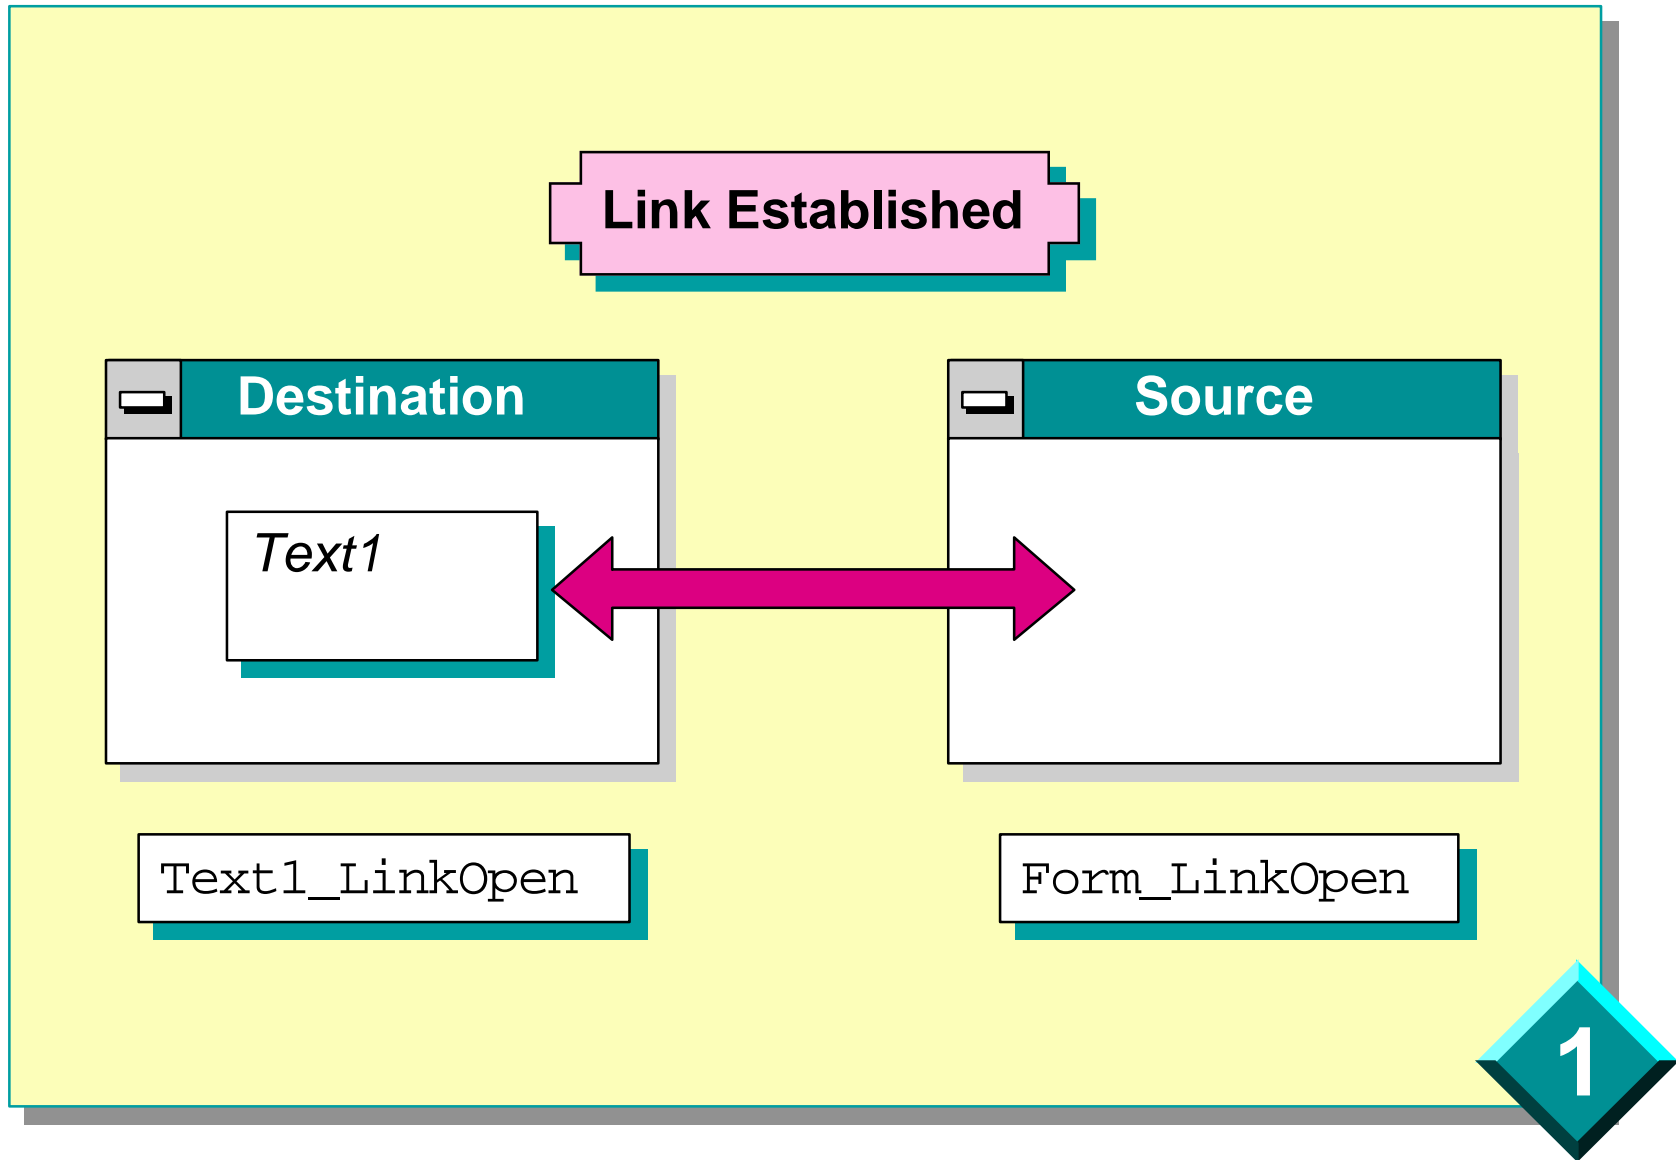 Link Established
Destination
Source
Text1
Text1_LinkOpen
Form_LinkOpen
1